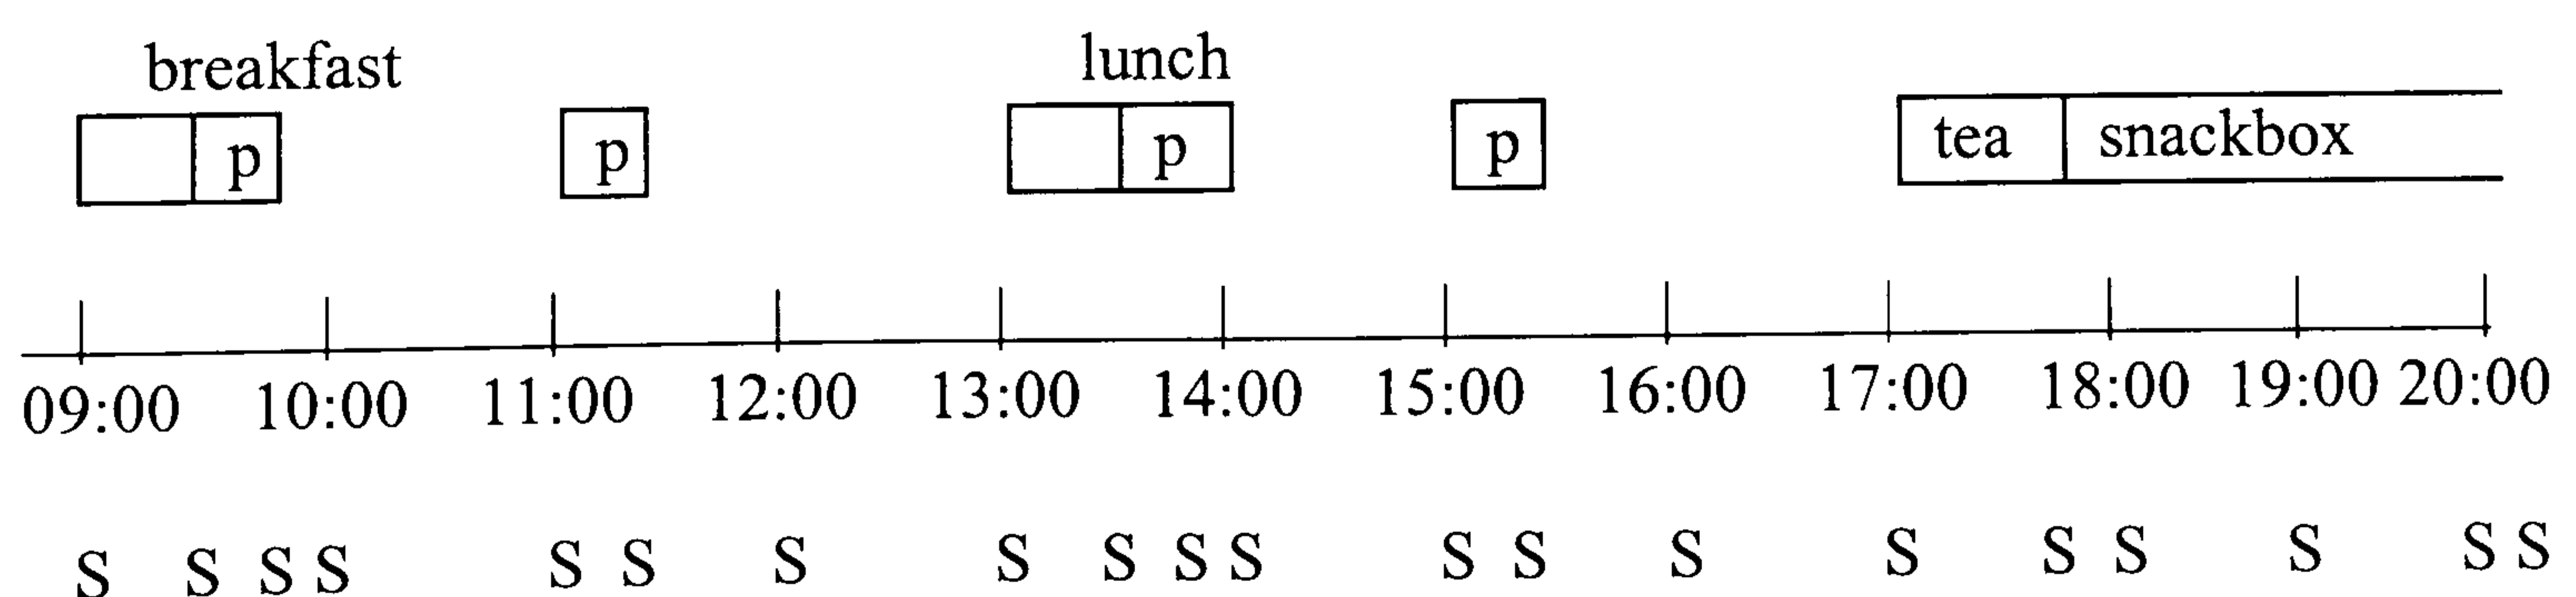 breakfast lunch
p p p p tea snackbox
09:00 10:00 11:00 12:00 13:00 14:00 15:00 16:00 17:00 18:00 19:00 20:00
S S S S S S S S S S S S S S S S S S S S